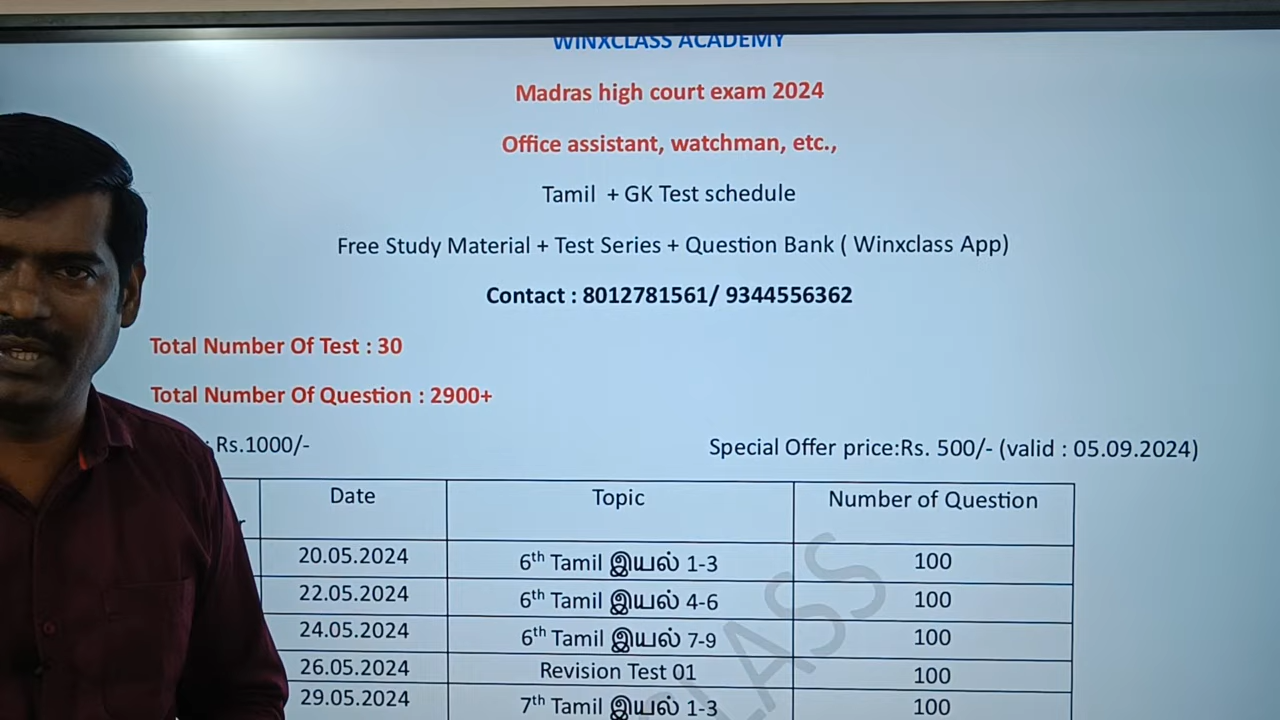 WINXCLASS ACADEMY
Madras high court exam 2024
Office assistant, watchman, etc.,
Tamil + GK Test schedule
Free Study Material + Test Series + Question Bank ( Winxclass App)
Contact : 8012781561/ 9344556362
Total Number Of Test : 30
Total Number Of Question : 2900+
: Rs.1000/- Special Offer price:Rs. 500/- (valid : 05.09.2024)
Date Topic Number of Question
20.05.2024 6th Tamil இயல் 1-3 100
22.05.2024 6th Tamil இயல் 4-6 100
24.05.2024 6th Tamil இயல் 7-9 100
26.05.2024 Revision Test 01 100
29.05.2024 7th Tamil இயல் 1-3 100